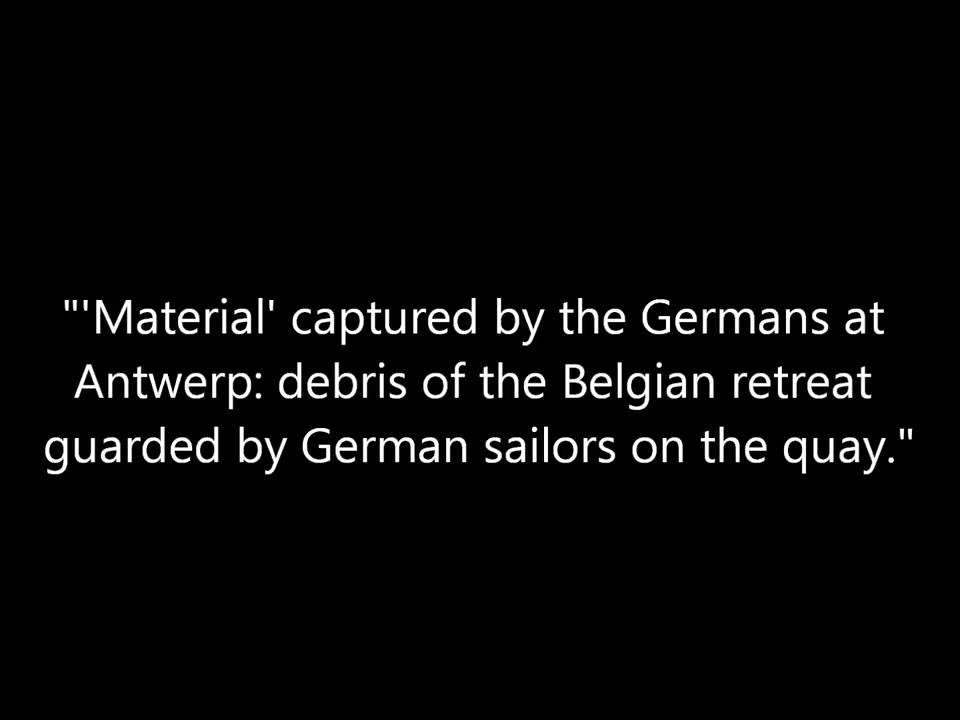 "'Material' captured by the Germans at
Antwerp: debris of the Belgian retreat
guarded by German sailors on the quay."